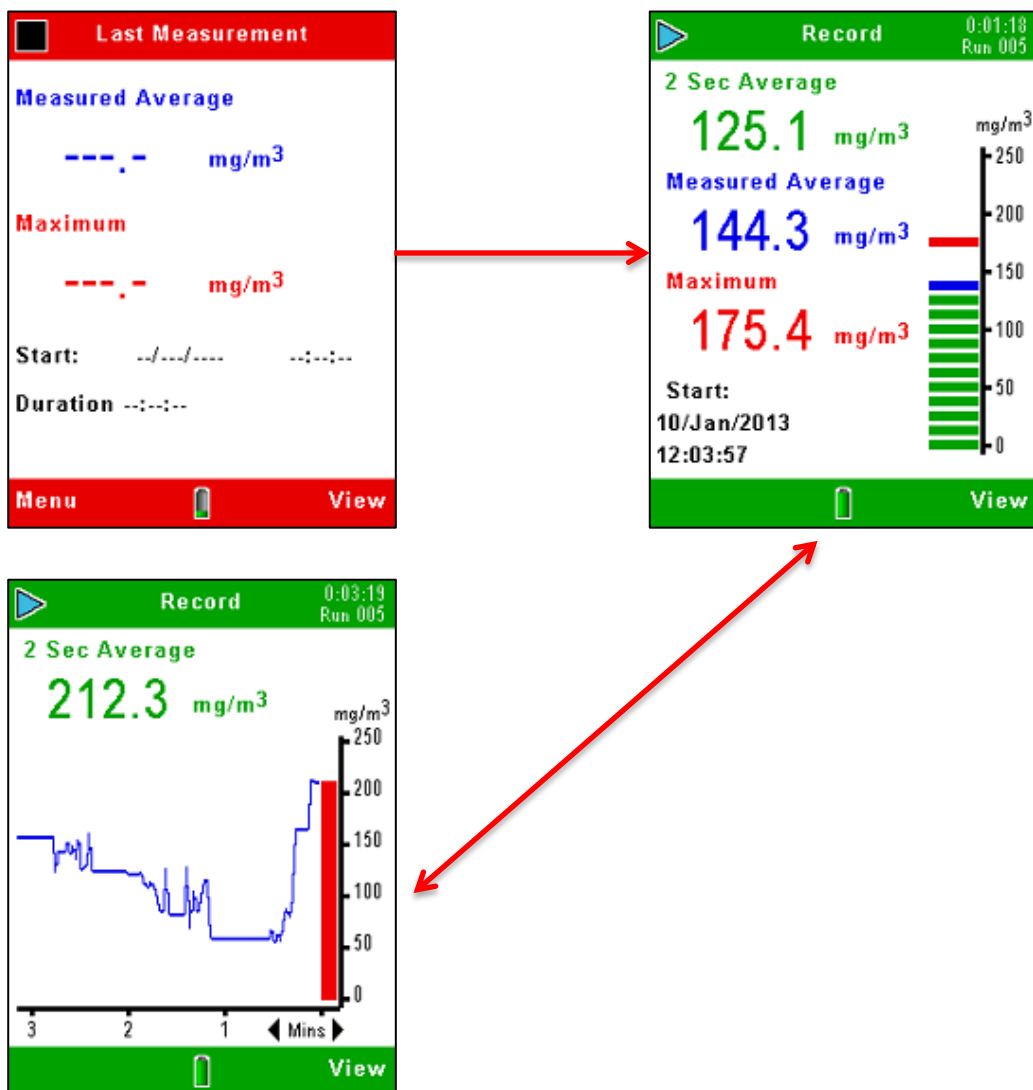 Last Measurement
Measured Average
---.- mg/m³
Maximum
---.- mg/m³
Start: --/---/---- --:--:--
Duration --:--:--
Menu View
Record 0:01:18
Run 005
2 Sec Average
125.1 mg/m³
Measured Average
144.3 mg/m³
Maximum
175.4 mg/m³
Start:
10/Jan/2013
12:03:57
mg/m³
250
200
150
100
50
0
View
Record 0:03:19
Run 005
2 Sec Average
212.3 mg/m³
mg/m³
250
200
150
100
50
0
3 2 1 Mins
View